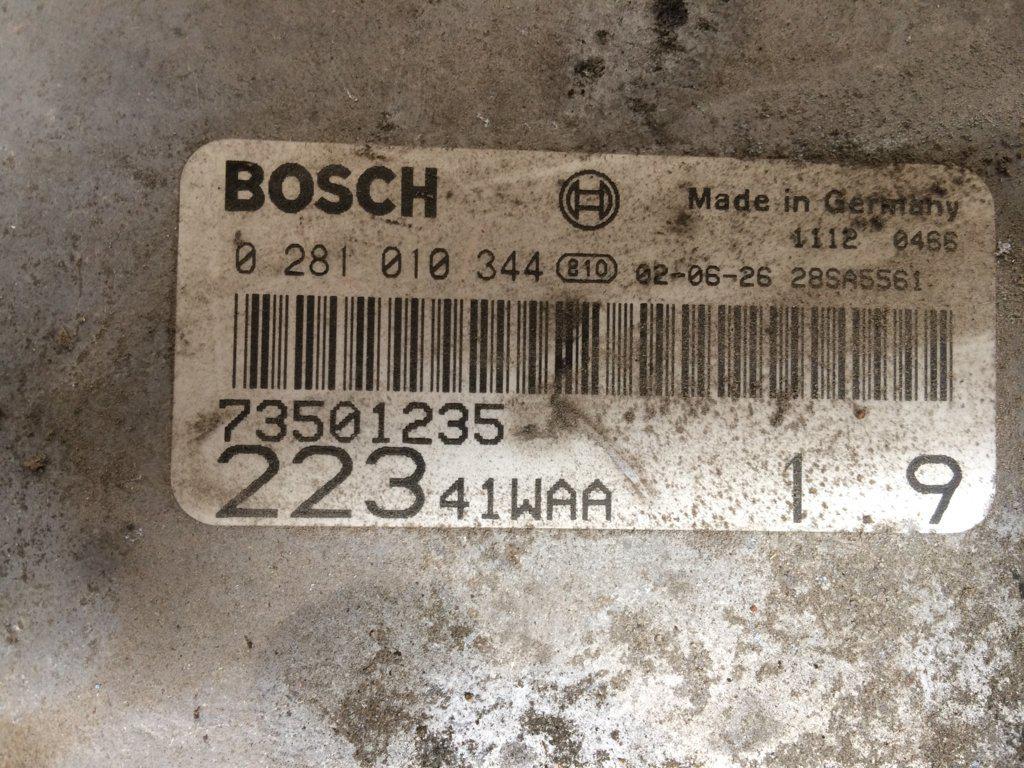 BOSCH Made in Germany
1112 0466
0 281 010 344 810 02-06-26 28SA5561
73501235
223 41WAA 1 9